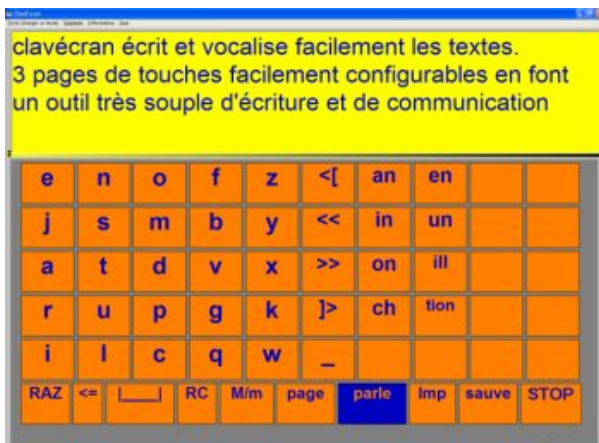 clavécran écrit et vocalise facilement les textes.
3 pages de touches facilement configurables en font
un outil très souple d'écriture et de communication
e n o f z <[ an en
j s m b y << in un
a t d v x >> on ill
r u p g k ]> ch tion
i l c q w _
RAZ <= |____| RC M/m page parle Imp sauve STOP